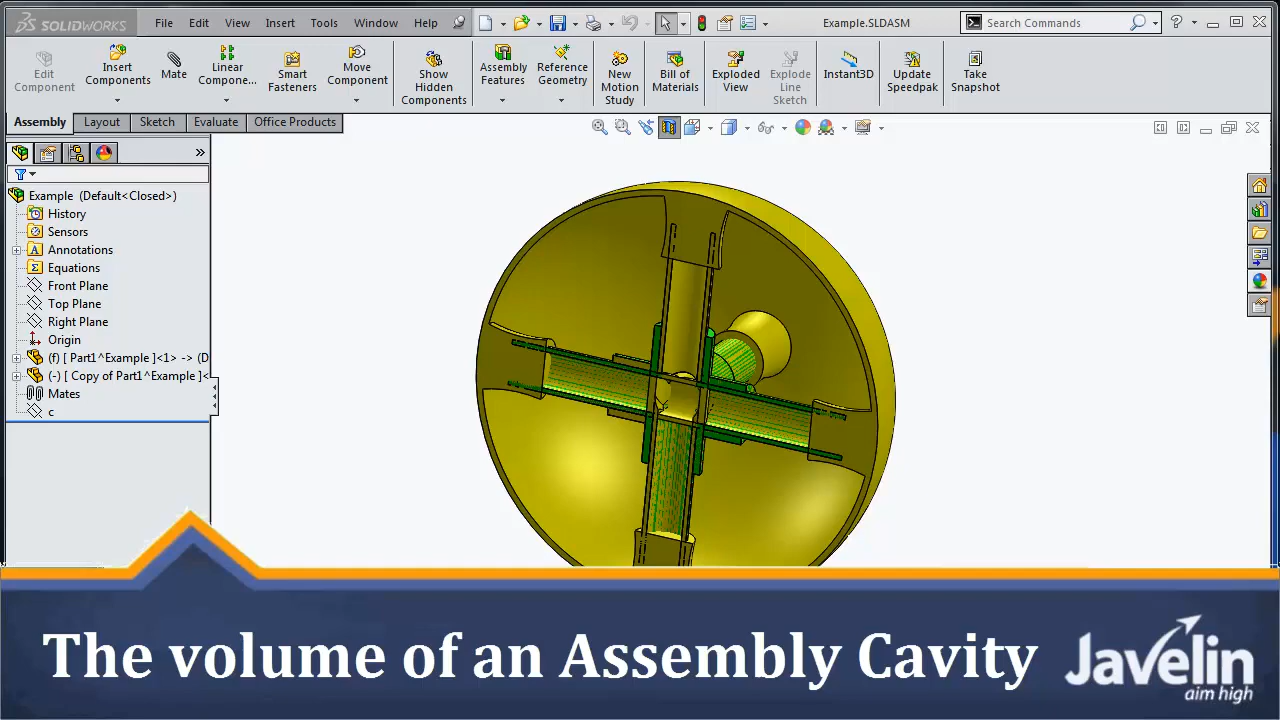 SOLIDWORKS File Edit View Insert Tools Window Help Example.SLDASM Search Commands ?
Edit Component
Insert Components
Mate
Linear Compone...
Smart Fasteners
Move Component
Show Hidden Components
Assembly Features
Reference Geometry
New Motion Study
Bill of Materials
Exploded View
Explode Line Sketch
Instant3D
Update Speedpak
Take Snapshot
Assembly Layout Sketch Evaluate Office Products
Example (Default<Closed>)
History
Sensors
Annotations
Equations
Front Plane
Top Plane
Right Plane
Origin
(f) [ Part1^Example ]<1> -> (D
(-) [ Copy of Part1^Example ]<
Mates
c
The volume of an Assembly Cavity
Javelin
aim high